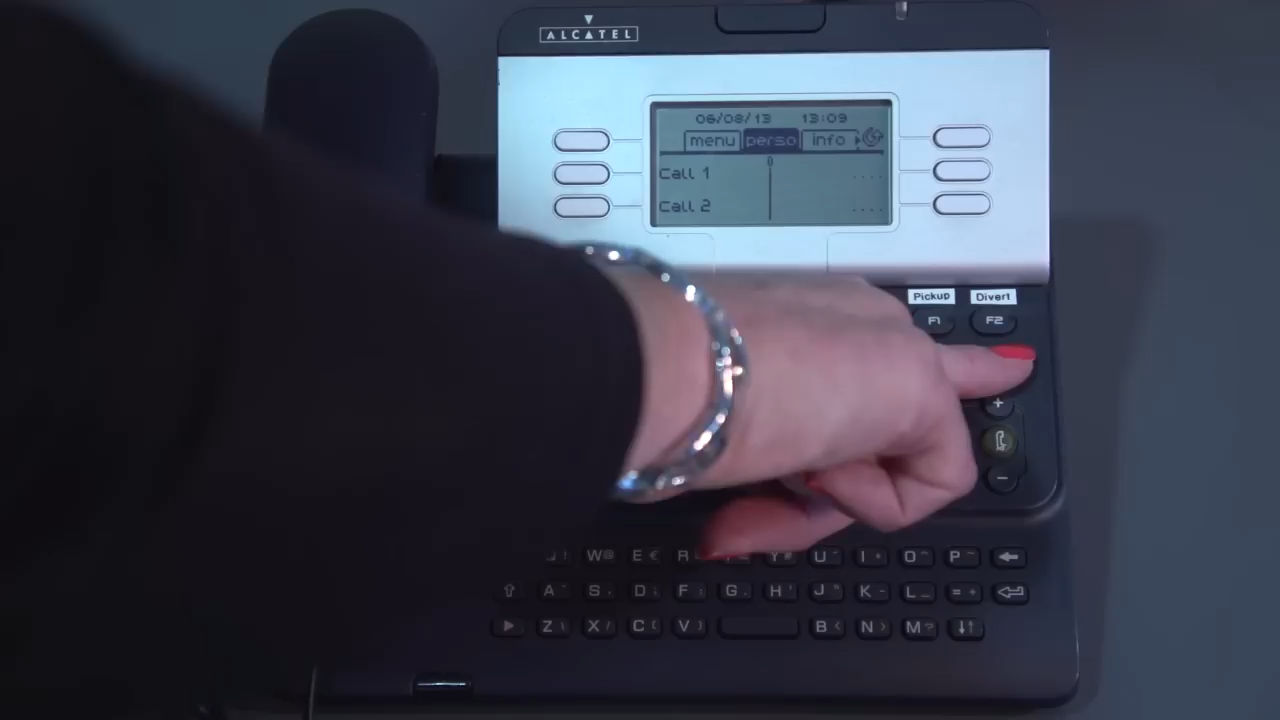 ALCATEL
06/08/13 13:09
menu perso info
Call 1 ....
Call 2 ....
Pickup Divert
F1 F2
+
-
W@ E€ R U I O P
A S D F G H J K L = +
Z X / C V B < N > M ?